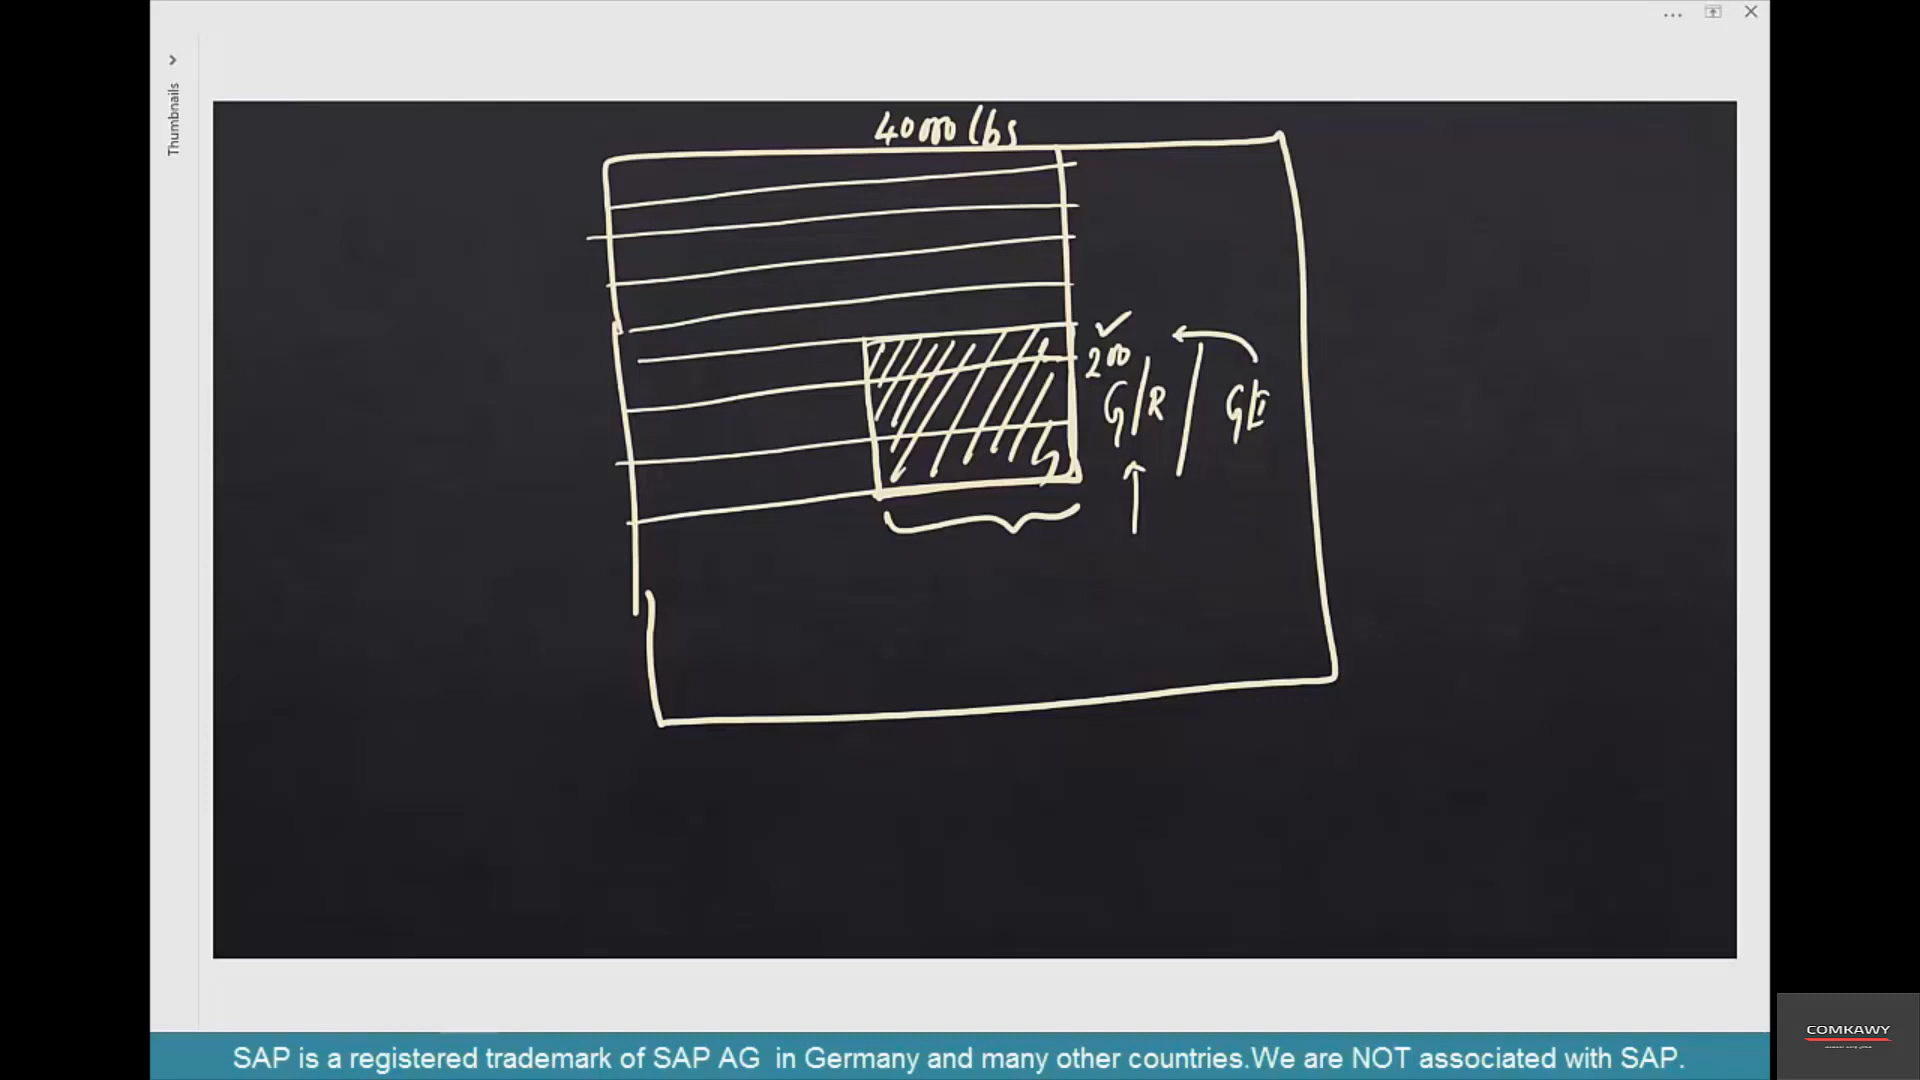 Thumbnails
4000 lbs
200
G/R
G/I
SAP is a registered trademark of SAP AG in Germany and many other countries.We are NOT associated with SAP.
COMKAWY